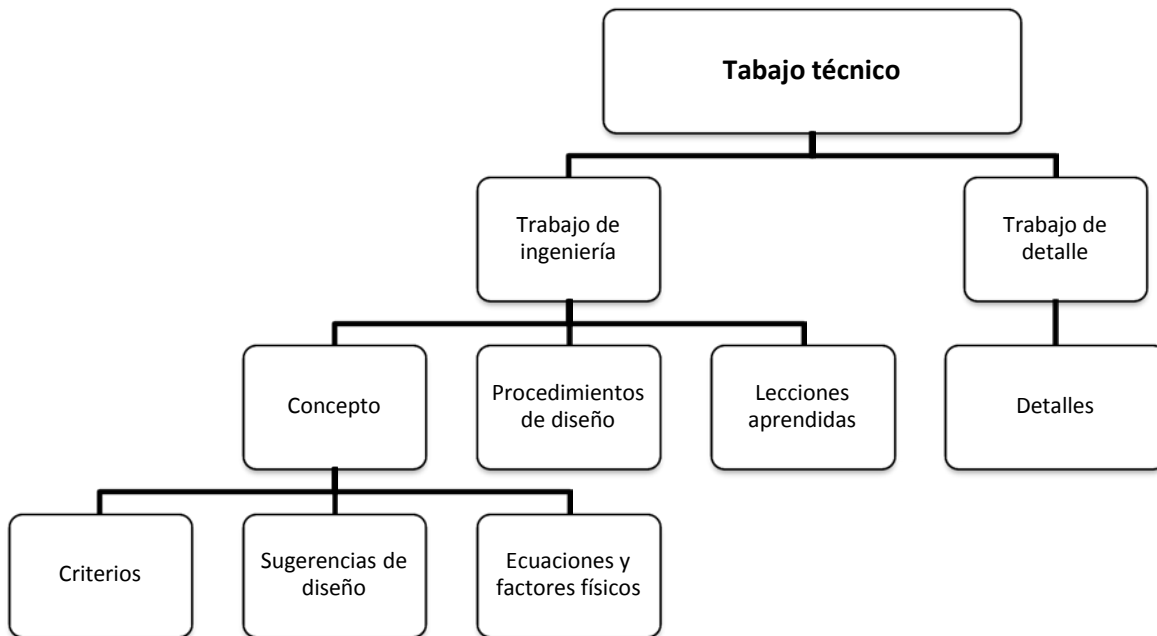 Tabajo técnico
Trabajo de
ingeniería
Trabajo de
detalle
Concepto
Procedimientos
de diseño
Lecciones
aprendidas
Detalles
Criterios
Sugerencias de
diseño
Ecuaciones y
factores físicos